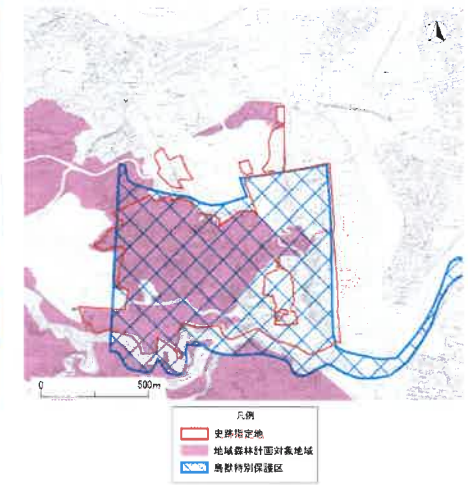 0 500m
凡例
史跡指定地
地域森林計画対象地域
鳥獣特別保護区